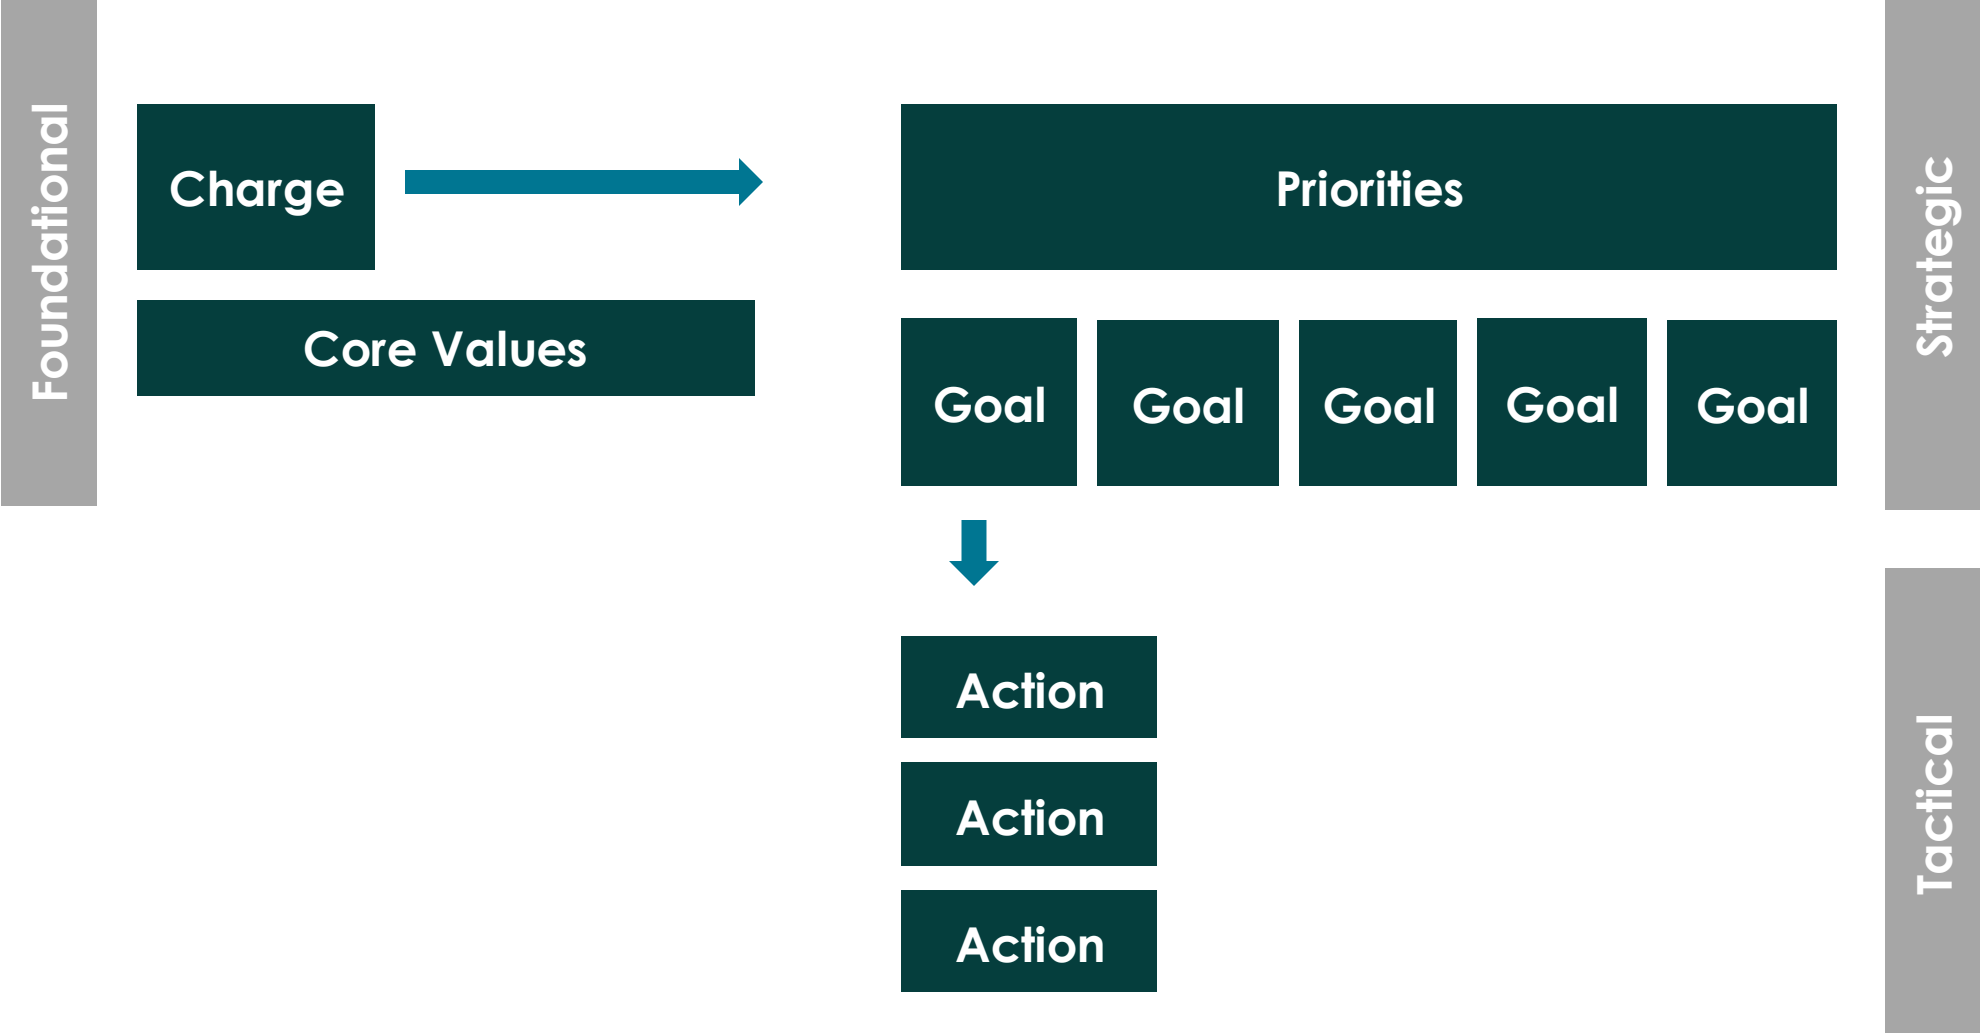 Foundational
Charge
Core Values
Priorities
Goal
Goal
Goal
Goal
Goal
Strategic
Action
Action
Action
Tactical